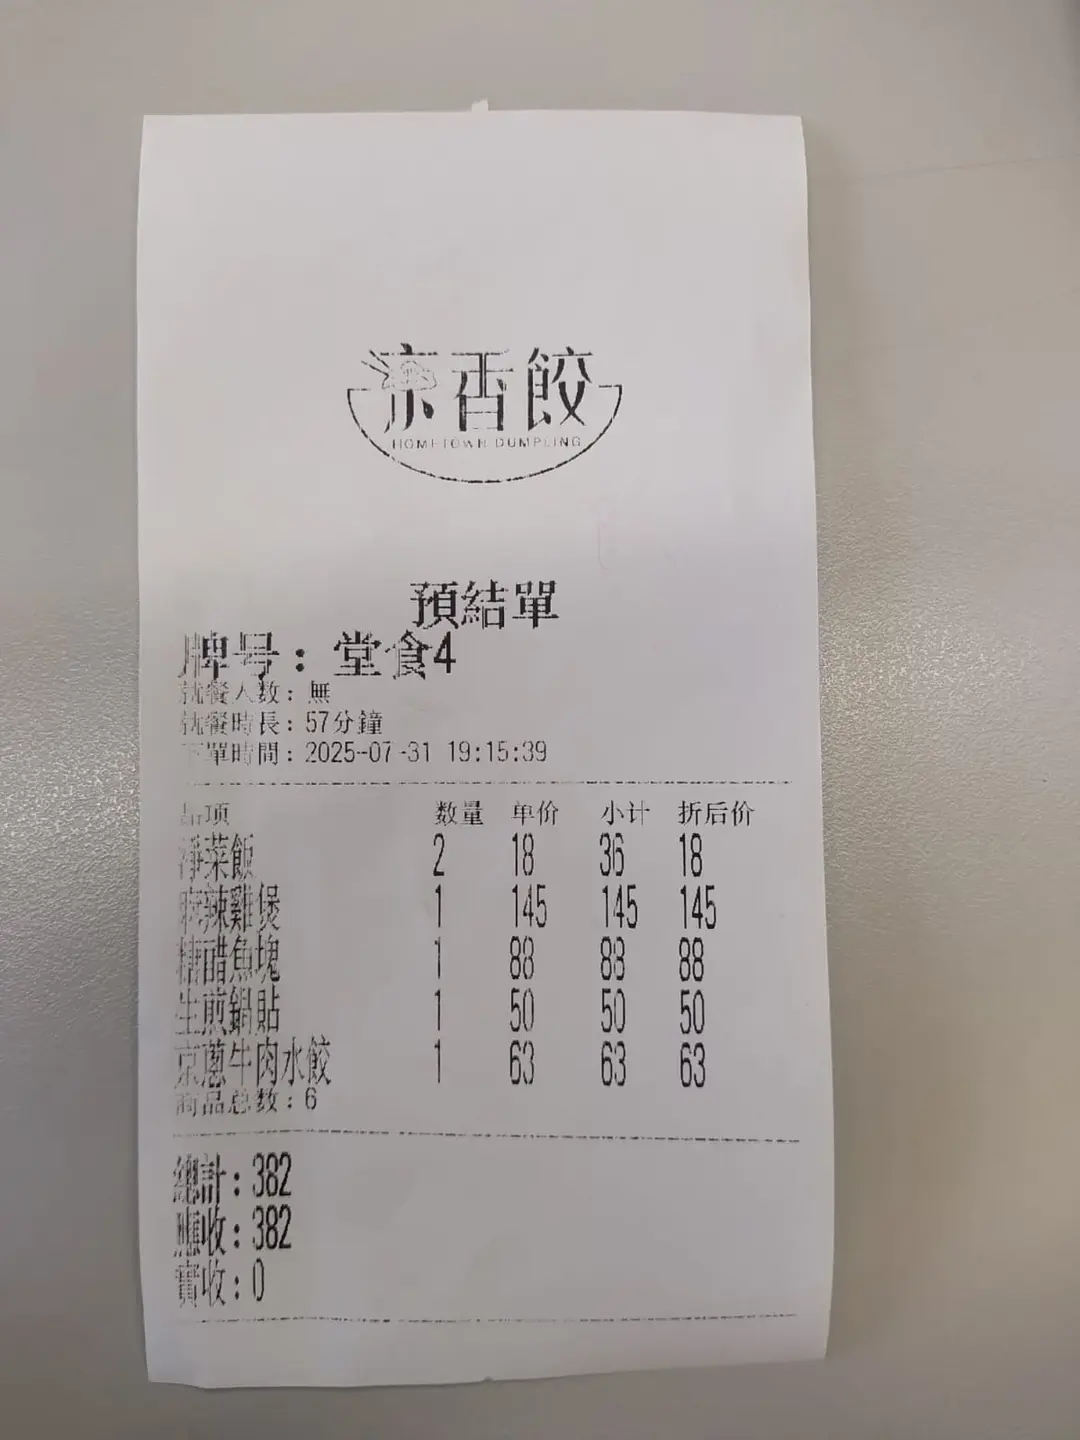 京香餃
HOMETOWN DUMPLING
預結單
牌号：堂食4
就餐人数：無
就餐時長：57分鐘
下單時間：2025-07-31 19:15:39
品项 数量 单价 小计 折后价
淨菜飯 2 18 36 18
麻辣雞煲 1 145 145 145
糖醋魚塊 1 88 88 88
生煎鍋貼 1 50 50 50
京蔥牛肉水餃 1 63 63 63
商品总数：6
總計：382
應收：382
實收：0